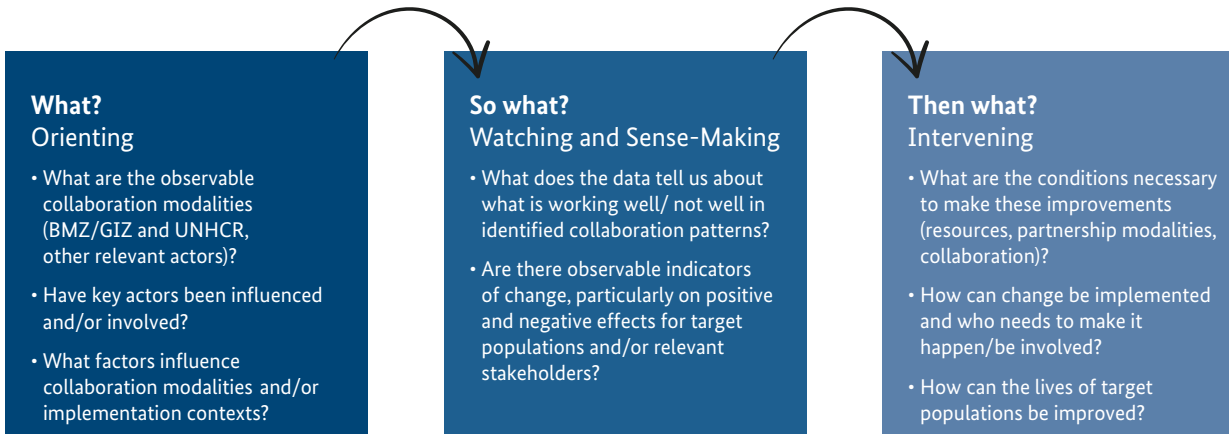 What?
Orienting
• What are the observable
collaboration modalities
(BMZ/GIZ and UNHCR,
other relevant actors)?
• Have key actors been influenced
and/or involved?
• What factors influence
collaboration modalities and/or
implementation contexts?
So what?
Watching and Sense-Making
• What does the data tell us about
what is working well/ not well in
identified collaboration patterns?
• Are there observable indicators
of change, particularly on positive
and negative effects for target
populations and/or relevant
stakeholders?
Then what?
Intervening
• What are the conditions necessary
to make these improvements
(resources, partnership modalities,
collaboration)?
• How can change be implemented
and who needs to make it
happen/be involved?
• How can the lives of target
populations be improved?